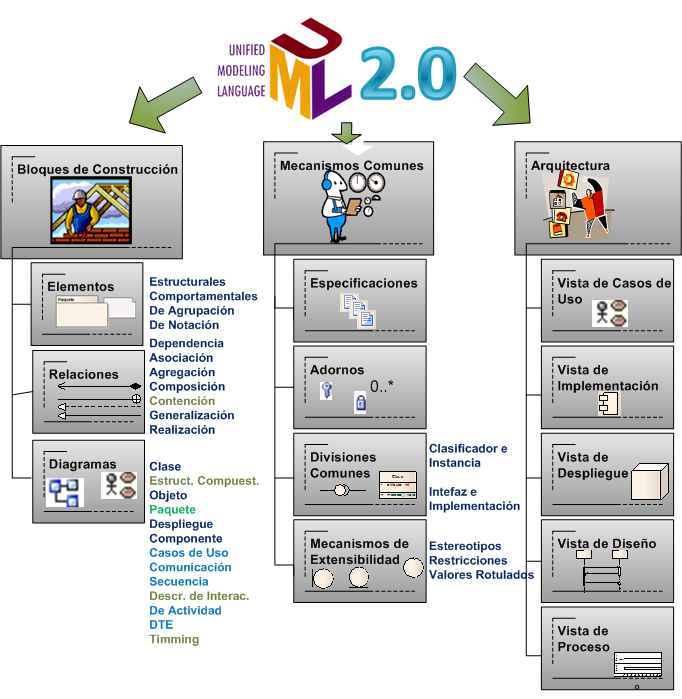 UNIFIED
MODELING
LANGUAGE
UML 2.0
Bloques de Construcción
Elementos
Paquete
Estructurales
Comportamentales
De Agrupación
De Notación
Relaciones
Dependencia
Asociación
Agregación
Composición
Contención
Generalización
Realización
Diagramas
Clase
Estruct. Compuest.
Objeto
Paquete
Despliegue
Componente
Casos de Uso
Comunicación
Secuencia
Descr. de Interac.
De Actividad
DTE
Timming
Mecanismos Comunes
Especificaciones
Adornos
0..*
Divisiones
Comunes
Clasificador e
Instancia
Intefaz e
Implementación
Mecanismos de
Extensibilidad
Estereotipos
Restricciones
Valores Rotulados
Arquitectura
Vista de Casos de
Uso
Vista de
Implementación
Vista de
Despliegue
Vista de Diseño
Vista de
Proceso